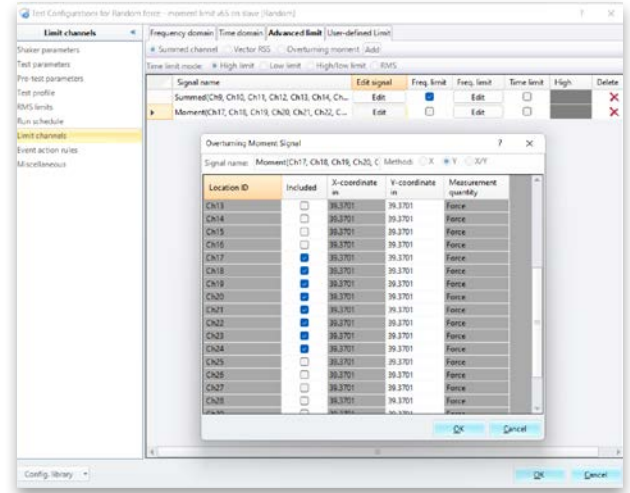 Test Configurations for Random force - moment limit vk5 on slave (Random)
Limit channels
Shaker parameters
Test parameters
Pre-test parameters
Test profile
RMS limits
Run schedule
Limit channels
Event action rules
Miscellaneous
Frequency domain Time domain Advanced limit User-defined Limit
Summed channel Vector RSS Overturning moment Add
Time limit mode: High limit Low limit High/low limit RMS
Signal name Edit signal Freq. limit Freq. limit Time limit High Delete
Summed(Ch9, Ch10, Ch11, Ch12, Ch13, Ch14, Ch... Edit Edit
Moment(Ch17, Ch18, Ch19, Ch20, Ch21, Ch22, C... Edit Edit
Overturning Moment Signal ? ×
Signal name: Moment(Ch17, Ch18, Ch19, Ch20, C Method: X Y X/Y
Location ID Included X-coordinate in Y-coordinate in Measurement quantity
Ch13 39.3701 39.3701 Force
Ch14 39.3701 39.3701 Force
Ch15 39.3701 39.3701 Force
Ch16 39.3701 39.3701 Force
Ch17 39.3701 39.3701 Force
Ch18 39.3701 39.3701 Force
Ch19 39.3701 39.3701 Force
Ch20 39.3701 39.3701 Force
Ch21 39.3701 39.3701 Force
Ch22 39.3701 39.3701 Force
Ch23 39.3701 39.3701 Force
Ch24 39.3701 39.3701 Force
Ch25 39.3701 39.3701 Force
Ch26 39.3701 39.3701 Force
Ch27 39.3701 39.3701 Force
Ch28 39.3701 39.3701 Force
OK Cancel
Config. library
OK Cancel